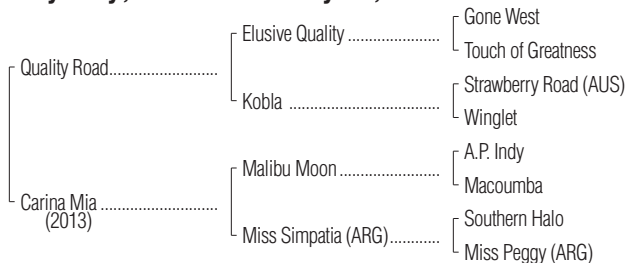 Gone West
Elusive Quality ....................
Touch of Greatness
Quality Road.......................
Strawberry Road (AUS)
Kobla .................................
Winglet
A.P. Indy
Malibu Moon ......................
Macoumba
Carina Mia .........................
(2013)
Southern Halo
Miss Simpatia (ARG)...........
Miss Peggy (ARG)